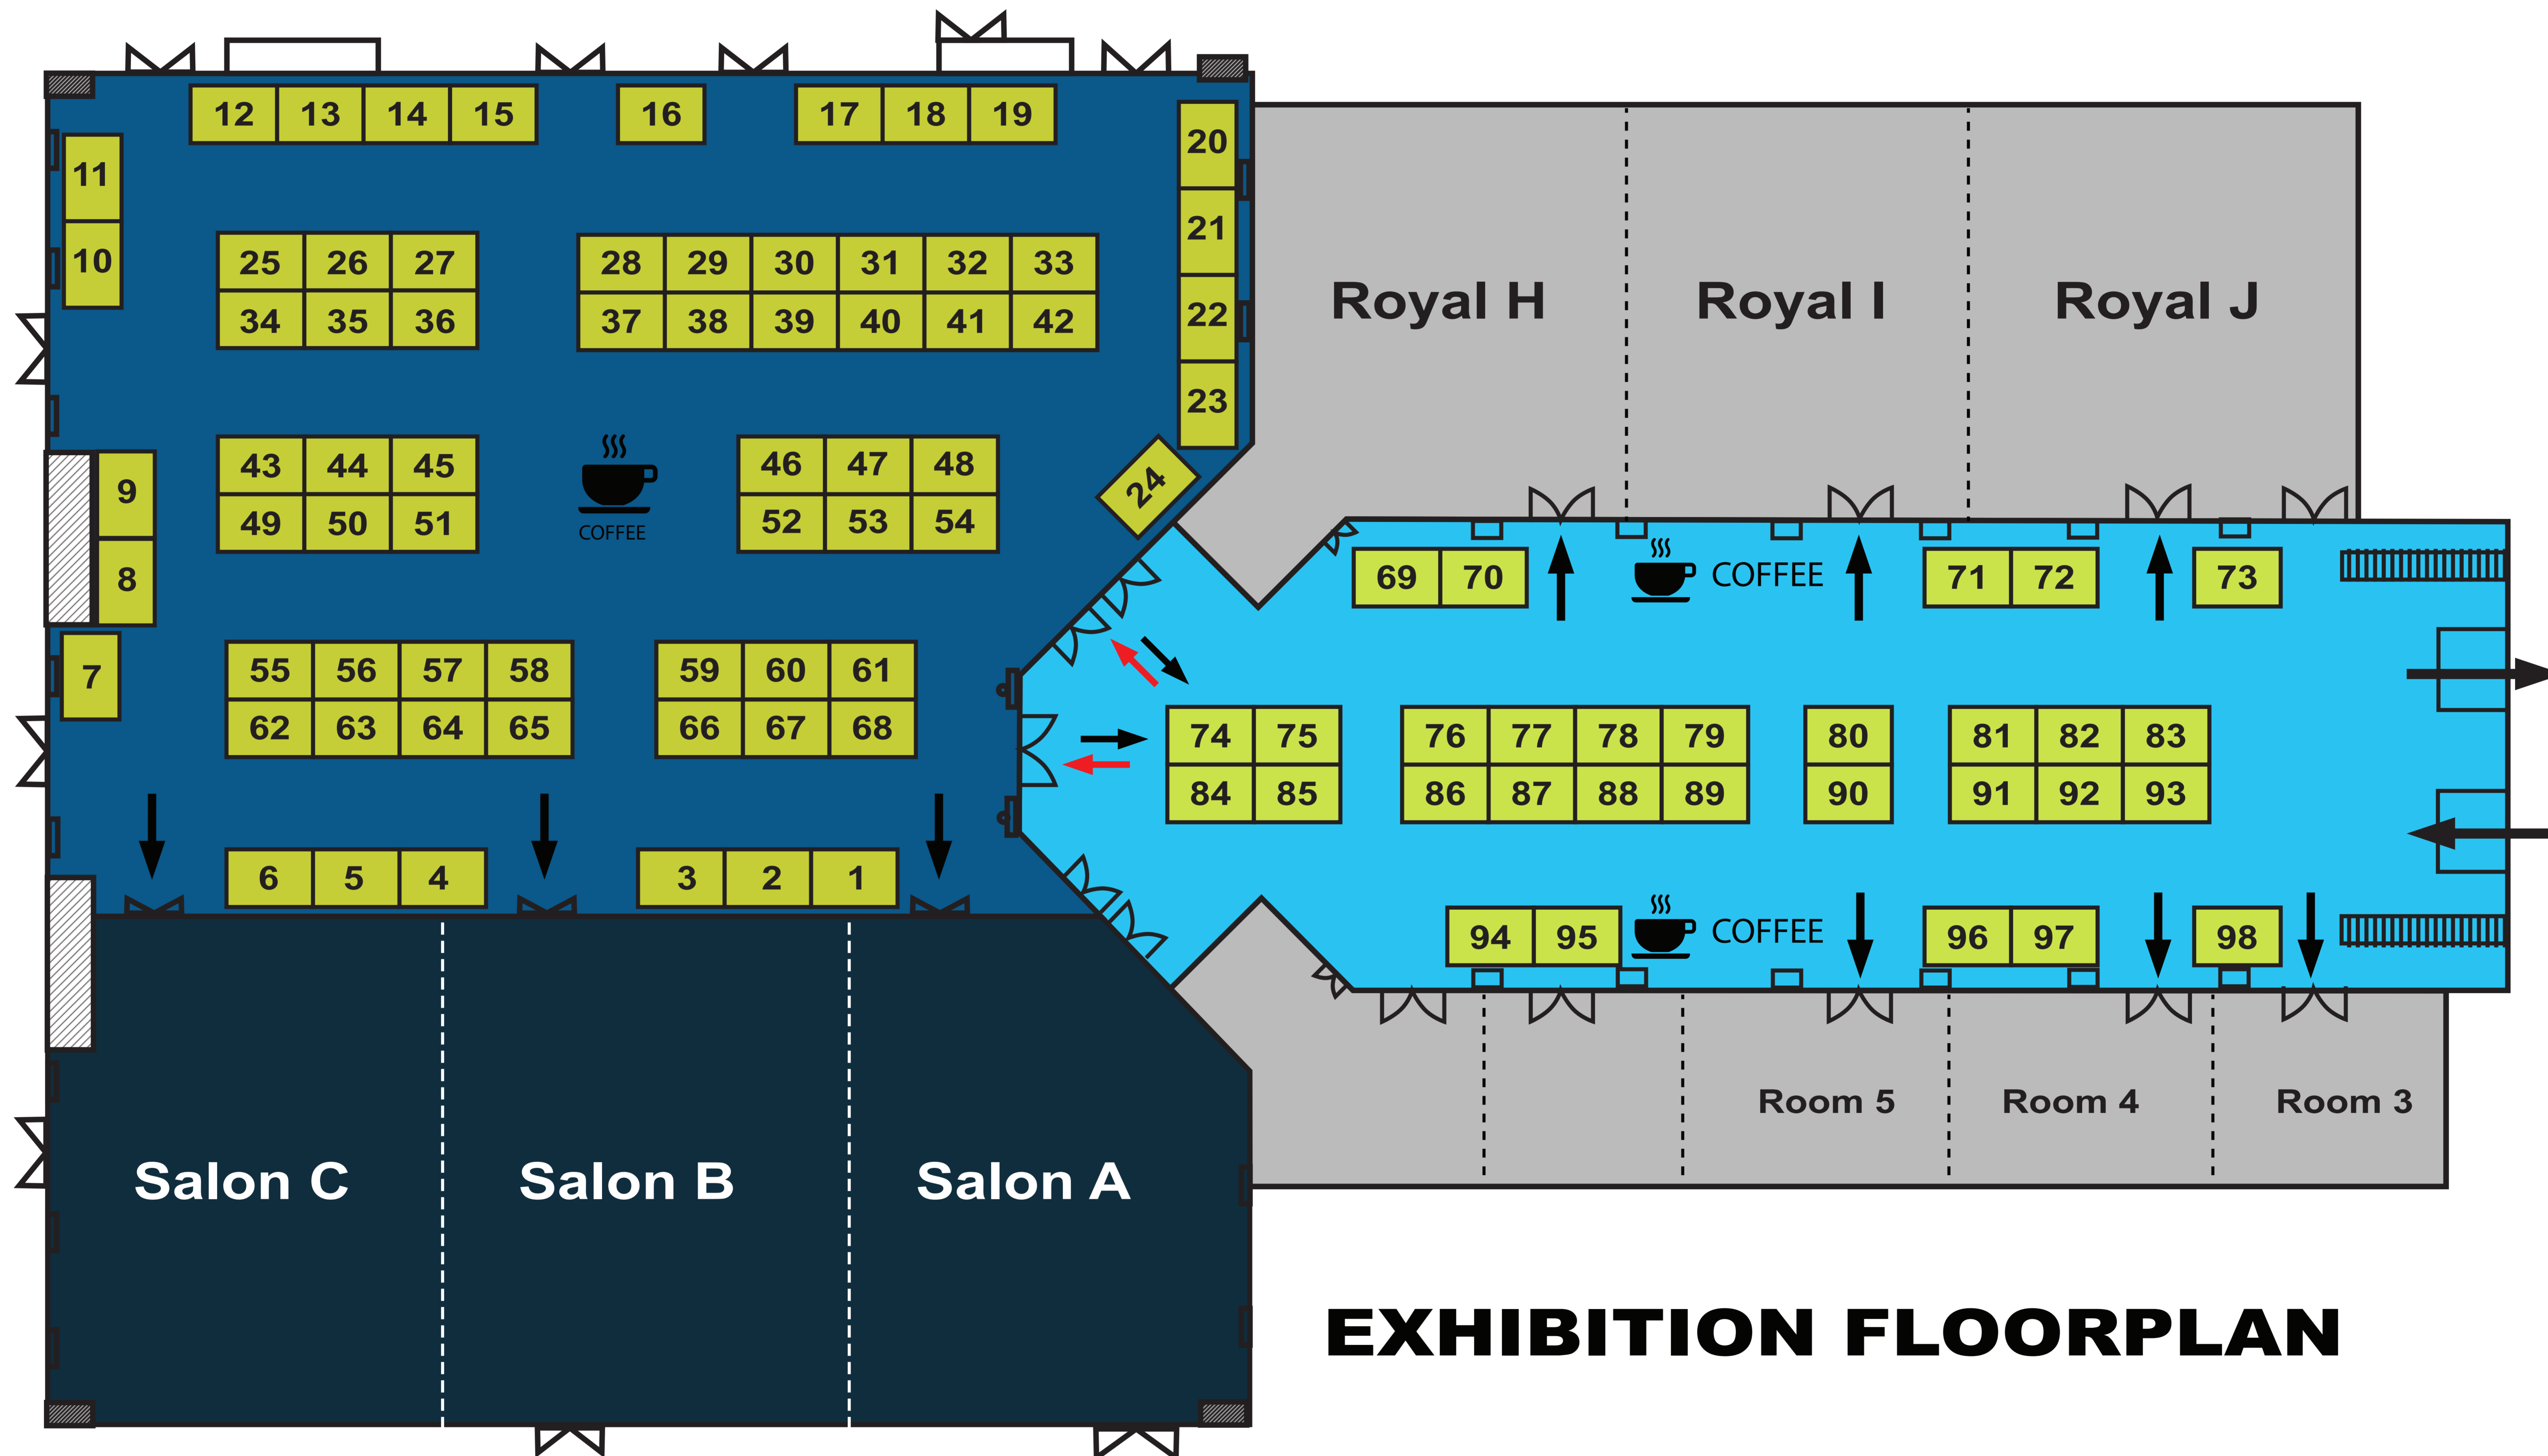 12 13 14 15 16 17 18 19
11
10
20
21
22
23
24
25 26 27 28 29 30 31 32 33
34 35 36 37 38 39 40 41 42
43 44 45 46 47 48
49 50 51 52 53 54
COFFEE
9
8
7
55 56 57 58 59 60 61
62 63 64 65 66 67 68
6 5 4 3 2 1
Salon C Salon B Salon A
Royal H Royal I Royal J
69 70 COFFEE 71 72 73
74 75 76 77 78 79 80 81 82 83
84 85 86 87 88 89 90 91 92 93
94 95 COFFEE 96 97 98
Room 5 Room 4 Room 3
EXHIBITION FLOORPLAN